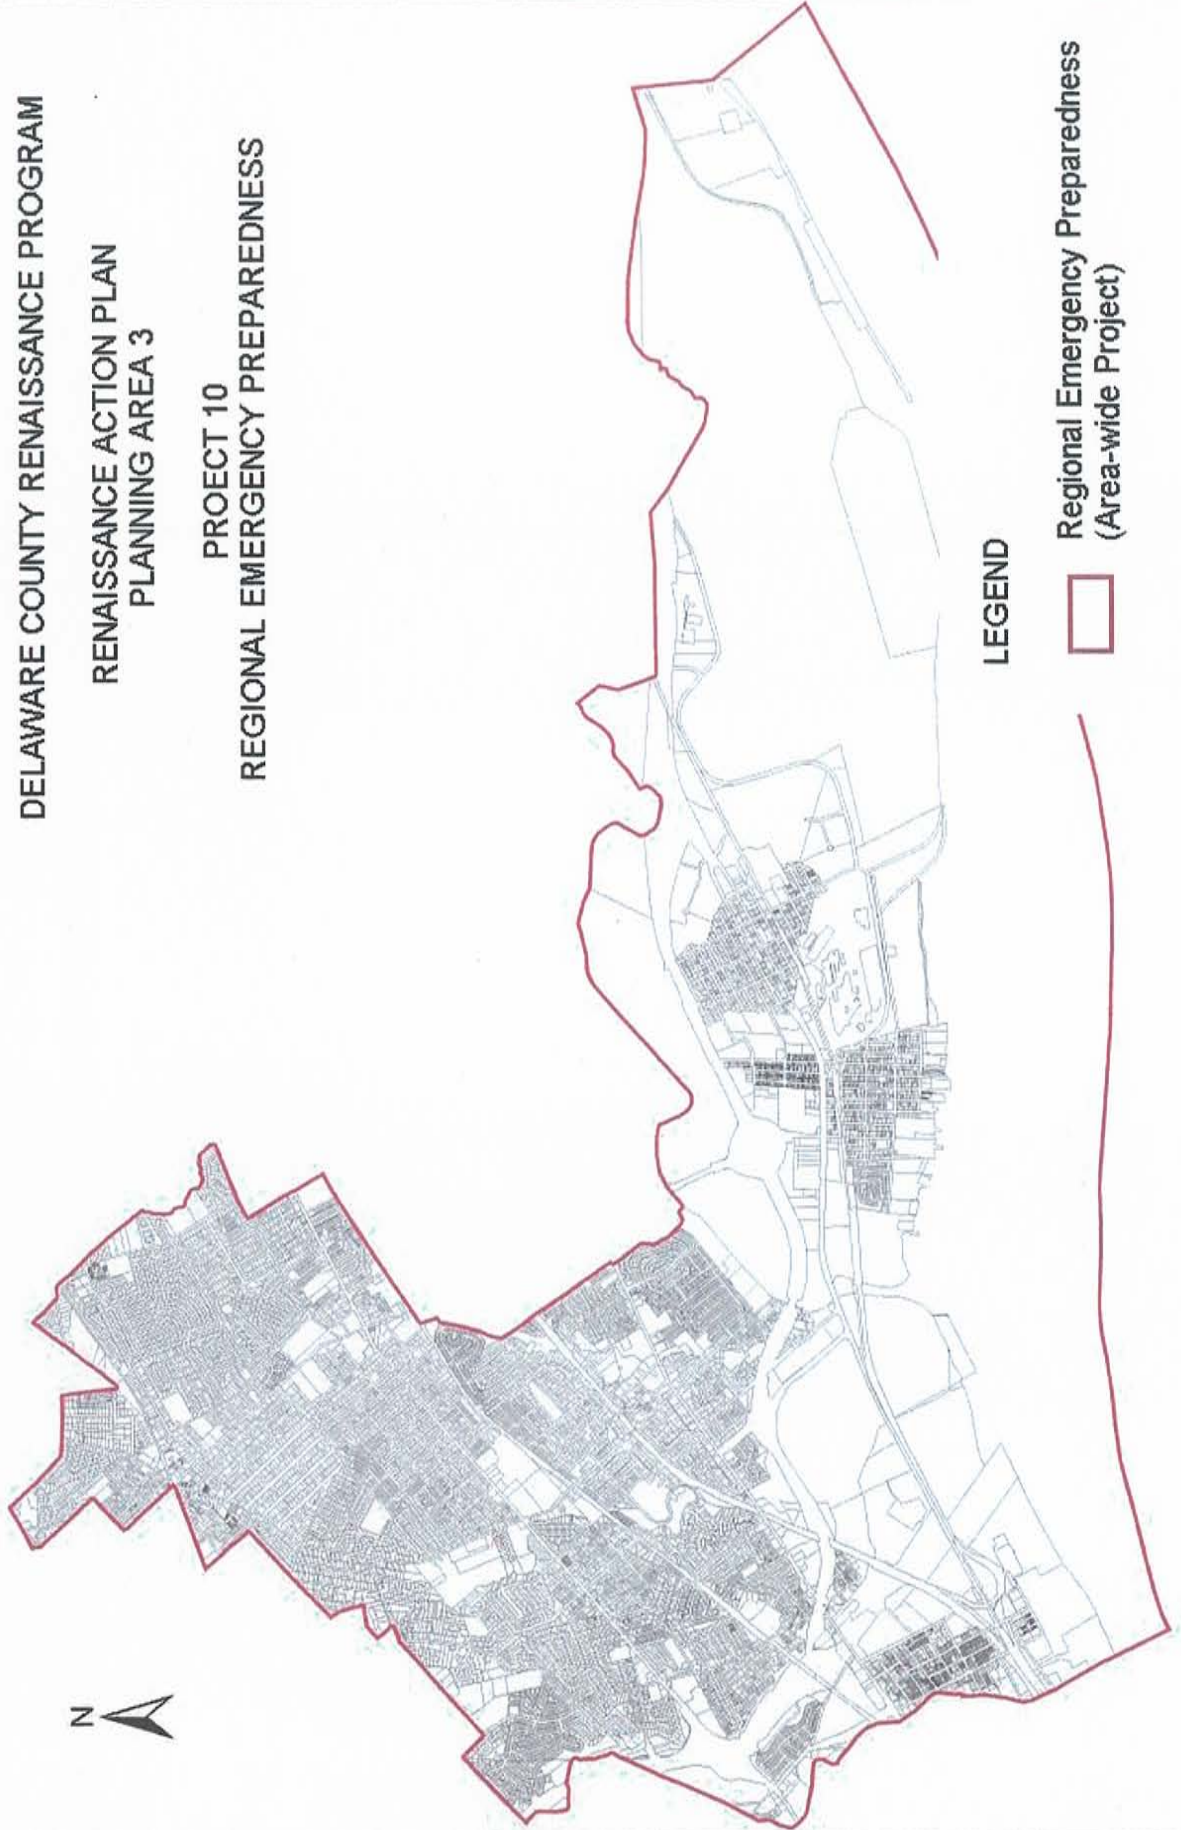 DELAWARE COUNTY RENAISSANCE PROGRAM
RENAISSANCE ACTION PLAN
PLANNING AREA 3
PROECT 10
REGIONAL EMERGENCY PREPAREDNESS
N
LEGEND
Regional Emergency Preparedness
(Area-wide Project)